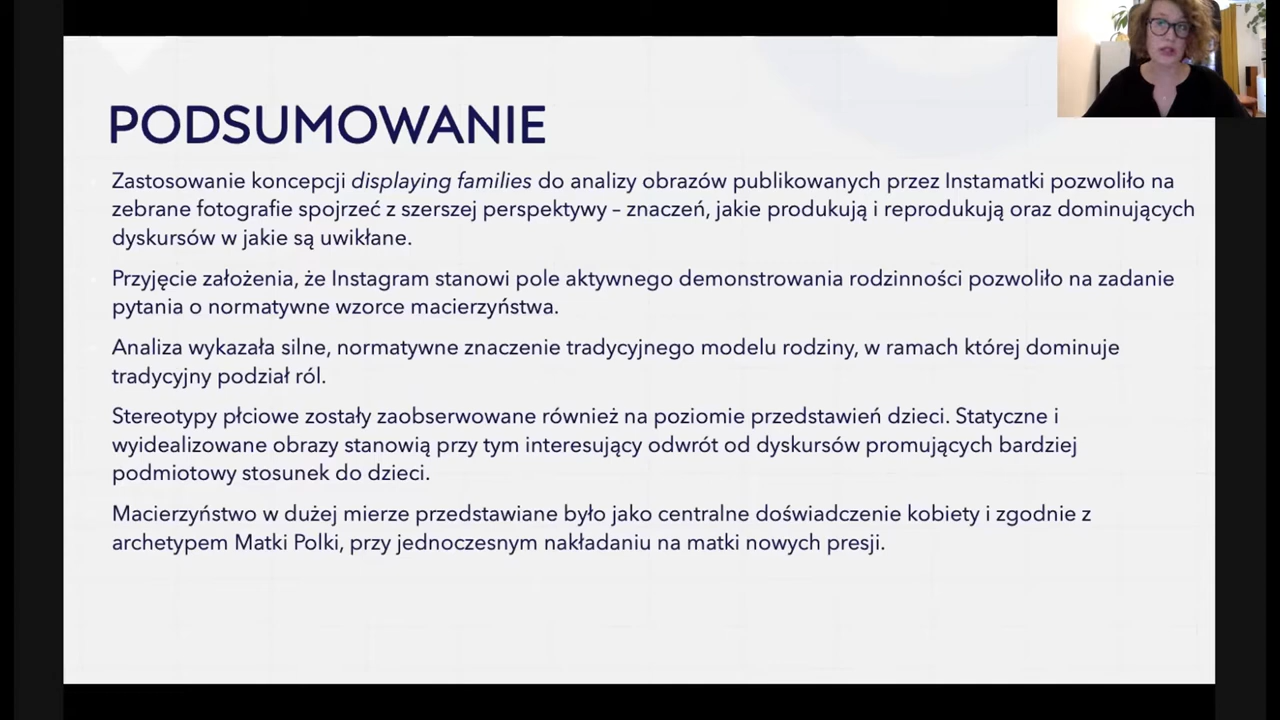 PODSUMOWANIE
Zastosowanie koncepcji displaying families do analizy obrazów publikowanych przez Instamatki pozwoliło na
zebrane fotografie spojrzeć z szerszej perspektywy – znaczeń, jakie produkują i reprodukują oraz dominujących
dyskursów w jakie są uwikłane.
Przyjęcie założenia, że Instagram stanowi pole aktywnego demonstrowania rodzinności pozwoliło na zadanie
pytania o normatywne wzorce macierzyństwa.
Analiza wykazała silne, normatywne znaczenie tradycyjnego modelu rodziny, w ramach której dominuje
tradycyjny podział ról.
Stereotypy płciowe zostały zaobserwowane również na poziomie przedstawień dzieci. Statyczne i
wyidealizowane obrazy stanowią przy tym interesujący odwrót od dyskursów promujących bardziej
podmiotowy stosunek do dzieci.
Macierzyństwo w dużej mierze przedstawiane było jako centralne doświadczenie kobiety i zgodnie z
archetypem Matki Polki, przy jednoczesnym nakładaniu na matki nowych presji.